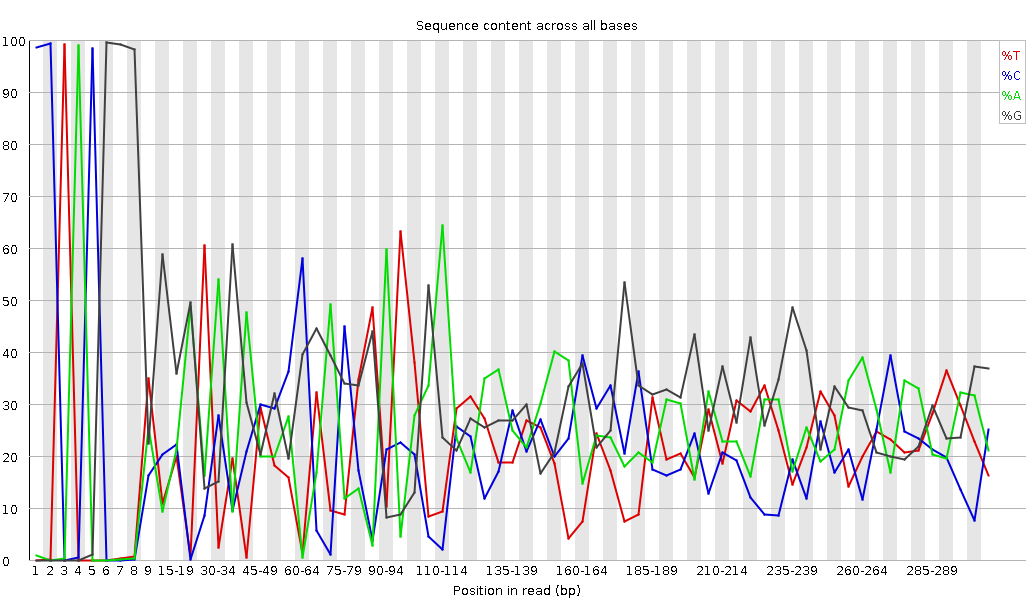 Sequence content across all bases
100
90
80
70
60
50
40
30
20
10
0
%T
%C
%A
%G
1 2 3 4 5 6 7 8 9 15-19 30-34 45-49 60-64 75-79 90-94 110-114 135-139 160-164 185-189 210-214 235-239 260-264 285-289
Position in read (bp)